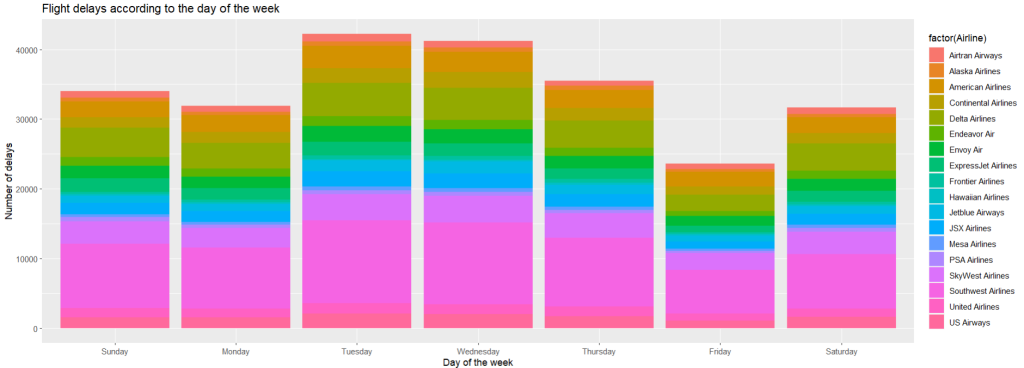 Flight delays according to the day of the week
Number of delays
40000
30000
20000
10000
0
Sunday
Monday
Tuesday
Wednesday
Thursday
Friday
Saturday
Day of the week
factor(Airline)
Airtran Airways
Alaska Airlines
American Airlines
Continental Airlines
Delta Airlines
Endeavor Air
Envoy Air
ExpressJet Airlines
Frontier Airlines
Hawaiian Airlines
Jetblue Airways
JSX Airlines
Mesa Airlines
PSA Airlines
SkyWest Airlines
Southwest Airlines
United Airlines
US Airways